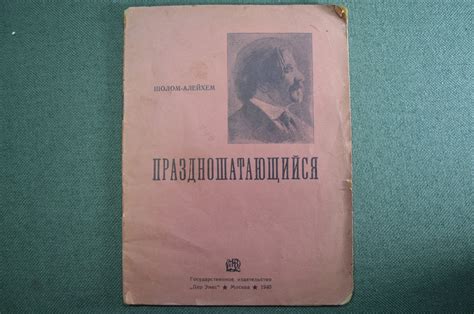 ШОЛОМ-АЛЕЙХЕМ
ПРАЗДНОШАТАЮЩИЙСЯ
Государственное издательство
„Дер Эмес" ★ Москва ★ 1940